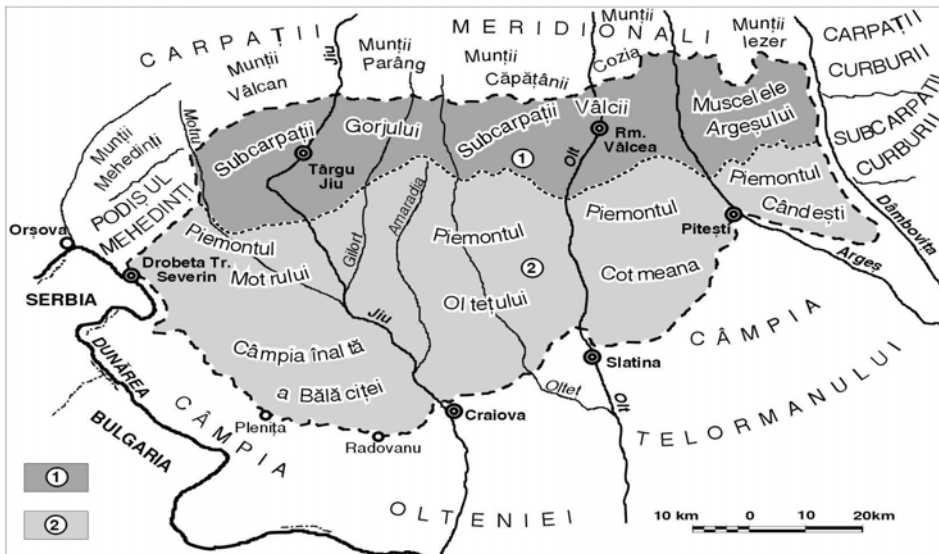 CARPAȚII MERIDIONALI
Munții
Mehedinți
Munții
Vâlcan
Jiu
Munții
Parâng
Munții
Căpățânii
Cozia
Munții
Iezer
CARPAȚII
CURBURII
SUBCARPAȚII
CURBURII
Motru
Subcarpații Gorjului
Subcarpații Vâlcii
Muscelele
Argeșului
1
Olt
Rm.
Vâlcea
Târgu
Jiu
PODIȘUL
MEHEDINȚI
Orșova
Drobeta Tr.
Severin
Piemontul
Motrului
Gilort
Amaradia
Piemontul
Oltețului
2
Piemontul
Cotmeana
Piemontul
Cândești
Pitești
Dâmbovița
Argeș
SERBIA
DUNĂREA
BULGARIA
Jiu
Câmpia înaltă
a Bălăciței
Plenița
Radovanu
Craiova
Olteț
Slatina
Olt
CÂMPIA
OLTENIEI
CÂMPIA
TELORMANULUI
1
2
10 km 0 10 20km